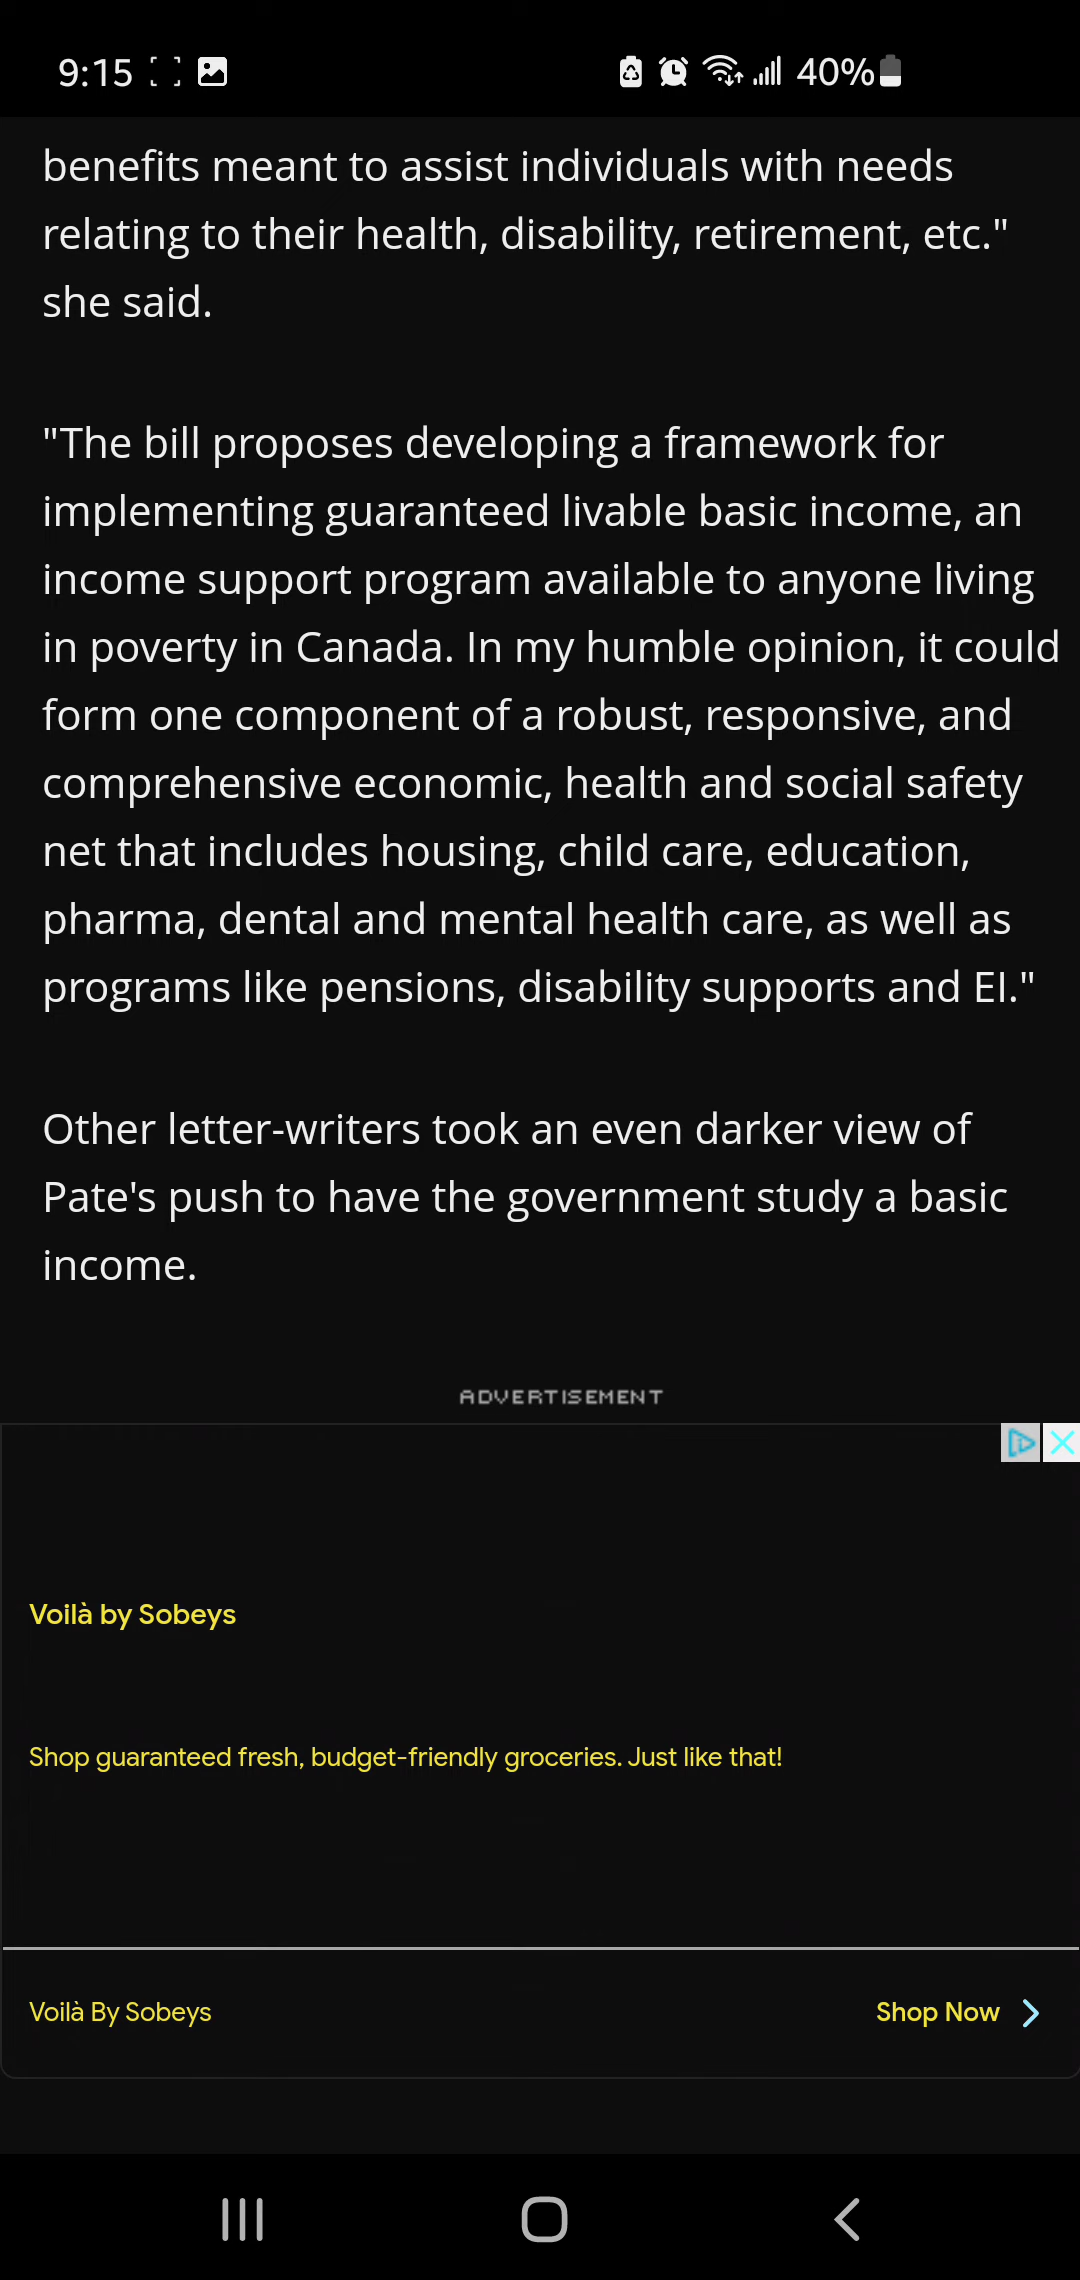 9:15
40%
benefits meant to assist individuals with needs
relating to their health, disability, retirement, etc."
she said.
"The bill proposes developing a framework for
implementing guaranteed livable basic income, an
income support program available to anyone living
in poverty in Canada. In my humble opinion, it could
form one component of a robust, responsive, and
comprehensive economic, health and social safety
net that includes housing, child care, education,
pharma, dental and mental health care, as well as
programs like pensions, disability supports and EI."
Other letter-writers took an even darker view of
Pate's push to have the government study a basic
income.
ADVERTISEMENT
Voilà by Sobeys
Shop guaranteed fresh, budget-friendly groceries. Just like that!
Voilà By Sobeys
Shop Now